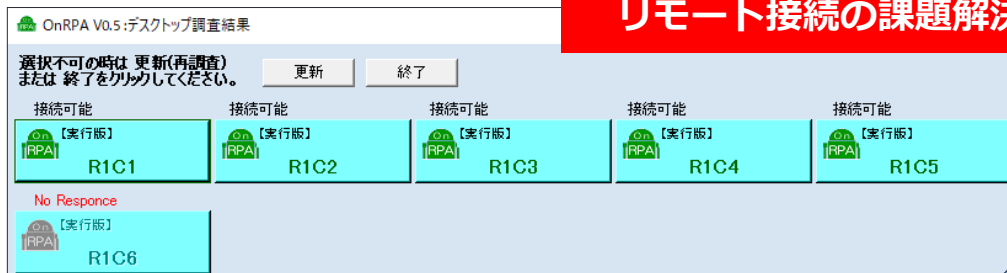 OnRPA V0.5 :デスクトップ調査結果
リモート接続の課題解決
選択不可の時は 更新(再調査)
または 終了をクリックしてください。
更新
終了
接続可能
接続可能
接続可能
接続可能
接続可能
On RPA 【実行版】
R1C1
On RPA 【実行版】
R1C2
On RPA 【実行版】
R1C3
On RPA 【実行版】
R1C4
On RPA 【実行版】
R1C5
No Responce
On RPA 【実行版】
R1C6